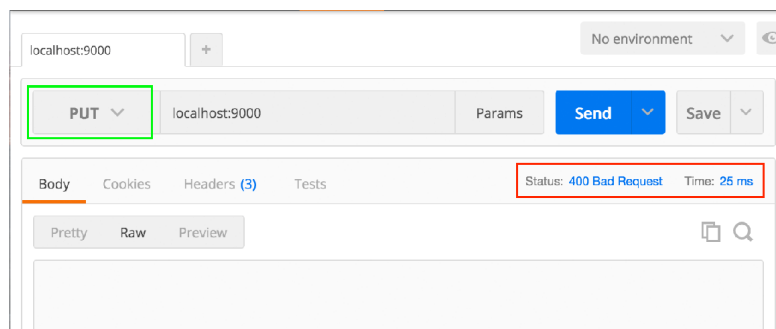 No environment
localhost:9000
+
PUT localhost:9000 Params Send Save
Body Cookies Headers (3) Tests Status: 400 Bad Request Time: 25 ms
Pretty Raw Preview